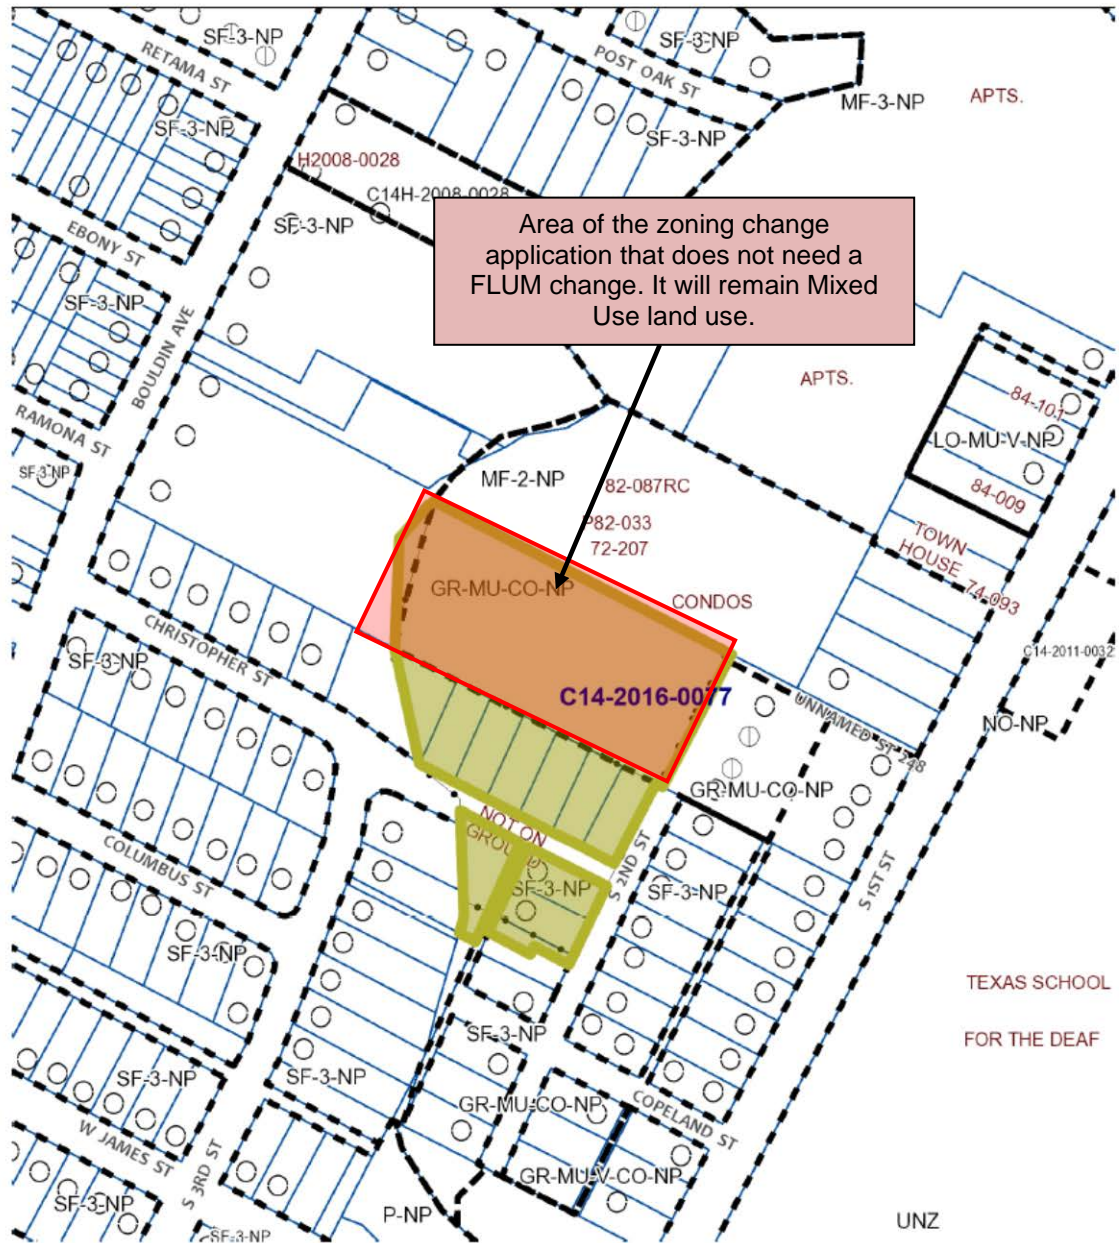 SF-3-NP
SF-3-NP
RETAMA ST
POST OAK ST
MF-3-NP
APTS.
SF-3-NP
SF-3-NP
H2008-0028
C14H-2008-0028
SF-3-NP
Area of the zoning change
application that does not need a
FLUM change. It will remain Mixed
Use land use.
EBONY ST
SF-3-NP
BOULDIN AVE
APTS.
RAMONA ST
84-101
LO-MU-V-NP
SF-3-NP
MF-2-NP
82-087RC
84-009
P82-033
72-207
TOWN
HOUSE 74-093
GR-MU-CO-NP
CONDOS
CHRISTOPHER ST
SF-3-NP
C14-2011-0032
C14-2016-0077
UNNAMED ST 248
NO-NP
GR-MU-CO-NP
NOT ON
GROUND
COLUMBUS ST
S 2ND ST
SF-3-NP
SF-3-NP
S 1ST ST
SF-3-NP
TEXAS SCHOOL
FOR THE DEAF
SF-3-NP
SF-3-NP
SF-3-NP
GR-MU-CO-NP
COPELAND ST
W JAMES ST
S 3RD ST
GR-MU-V-CO-NP
SF-3-NP
P-NP
UNZ
SF-3-NP